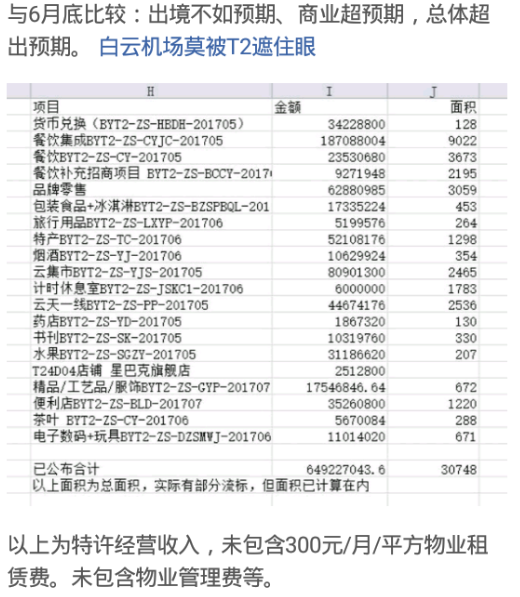 与6月底比较：出境不如预期、商业超预期，总体超
出预期。 白云机场莫被T2遮住眼
H I J
项目 金额 面积
货币兑换（BYT2-ZS-HBDH-201705） 34228800 128
餐饮集成BYT2-ZS-CYJC-201705 187088004 9022
餐饮BYT2-ZS-CY-201705 23530680 3673
餐饮补充招商项目 BYT2-ZS-BCCY-2017 9271948 2195
品牌零售 62880985 3059
包装食品+冰淇淋BYT2-ZS-BZSPBQL-201 17335224 453
旅行用品BYT2-ZS-LXYP-201706 5199576 264
特产BYT2-ZS-TC-201706 52108176 1298
烟酒BYT2-ZS-YJ-201706 10629924 354
云集市BYT2-ZS-YJS-201705 80901300 2465
计时休息室BYT2-ZS-JSKC1-201706 6000000 1783
云天一线BYT2-ZS-PP-201705 44674176 2536
药店BYT2-ZS-YD-201705 1867320 130
书刊BYT2-ZS-SK-201705 10319760 330
水果BYT2-ZS-SGZY-201705 31186620 207
T24D04店铺 星巴克旗舰店 2512800
精品/工艺品/服饰BYT2-ZS-GYP-201707 17546846.64 672
便利店BYT2-ZS-BLD-201707 35260800 1220
茶叶 BYT2-ZS-CY-201706 5670084 288
电子数码+玩具BYT2-ZS-DZSMWJ-201706 11014020 671
已公布合计 649227043.6 30748
以上面积为总面积，实际有部分流标，但面积已计算在内
以上为特许经营收入，未包含300元/月/平方物业租
赁费。未包含物业管理费等。